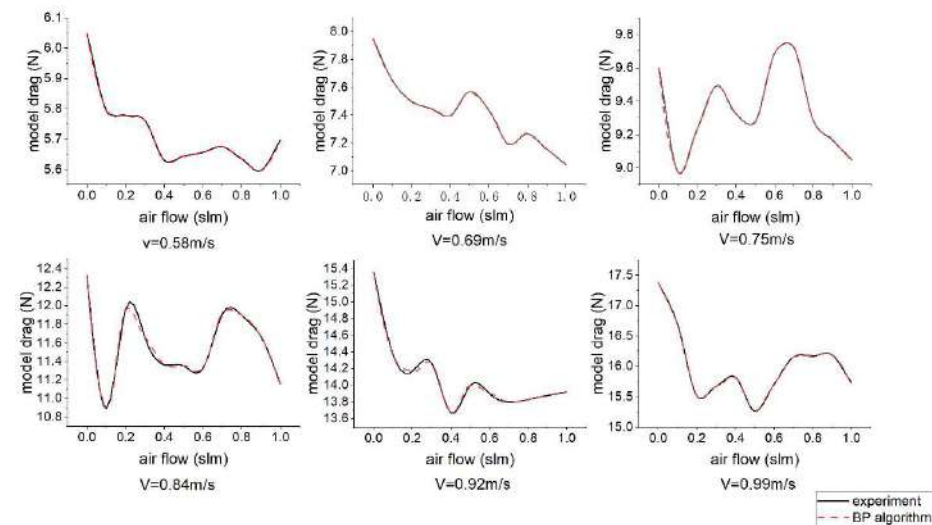 model drag (N)
6.1
6.0
5.9
5.8
5.7
5.6
0.0 0.2 0.4 0.6 0.8 1.0
air flow (slm)
v=0.58m/s
model drag (N)
8.0
7.8
7.6
7.4
7.2
7.0
0.0 0.2 0.4 0.6 0.8 1.0
air flow (slm)
V=0.69m/s
model drag (N)
9.8
9.6
9.4
9.2
9.0
0.0 0.2 0.4 0.6 0.8 1.0
air flow (slm)
V=0.75m/s
model drag (N)
12.4
12.0
11.6
11.4
11.0
10.8
0.0 0.2 0.4 0.6 0.8 1.0
air flow (slm)
V=0.84m/s
model drag (N)
15.4
15.2
14.8
14.6
14.4
14.2
14.0
13.8
13.6
0.0 0.2 0.4 0.6 0.8 1.0
air flow (slm)
V=0.92m/s
model drag (N)
17.5
17.0
16.5
16.0
15.5
15.0
0.0 0.2 0.4 0.6 0.8 1.0
air flow (slm)
V=0.99m/s
experiment
BP algorithm